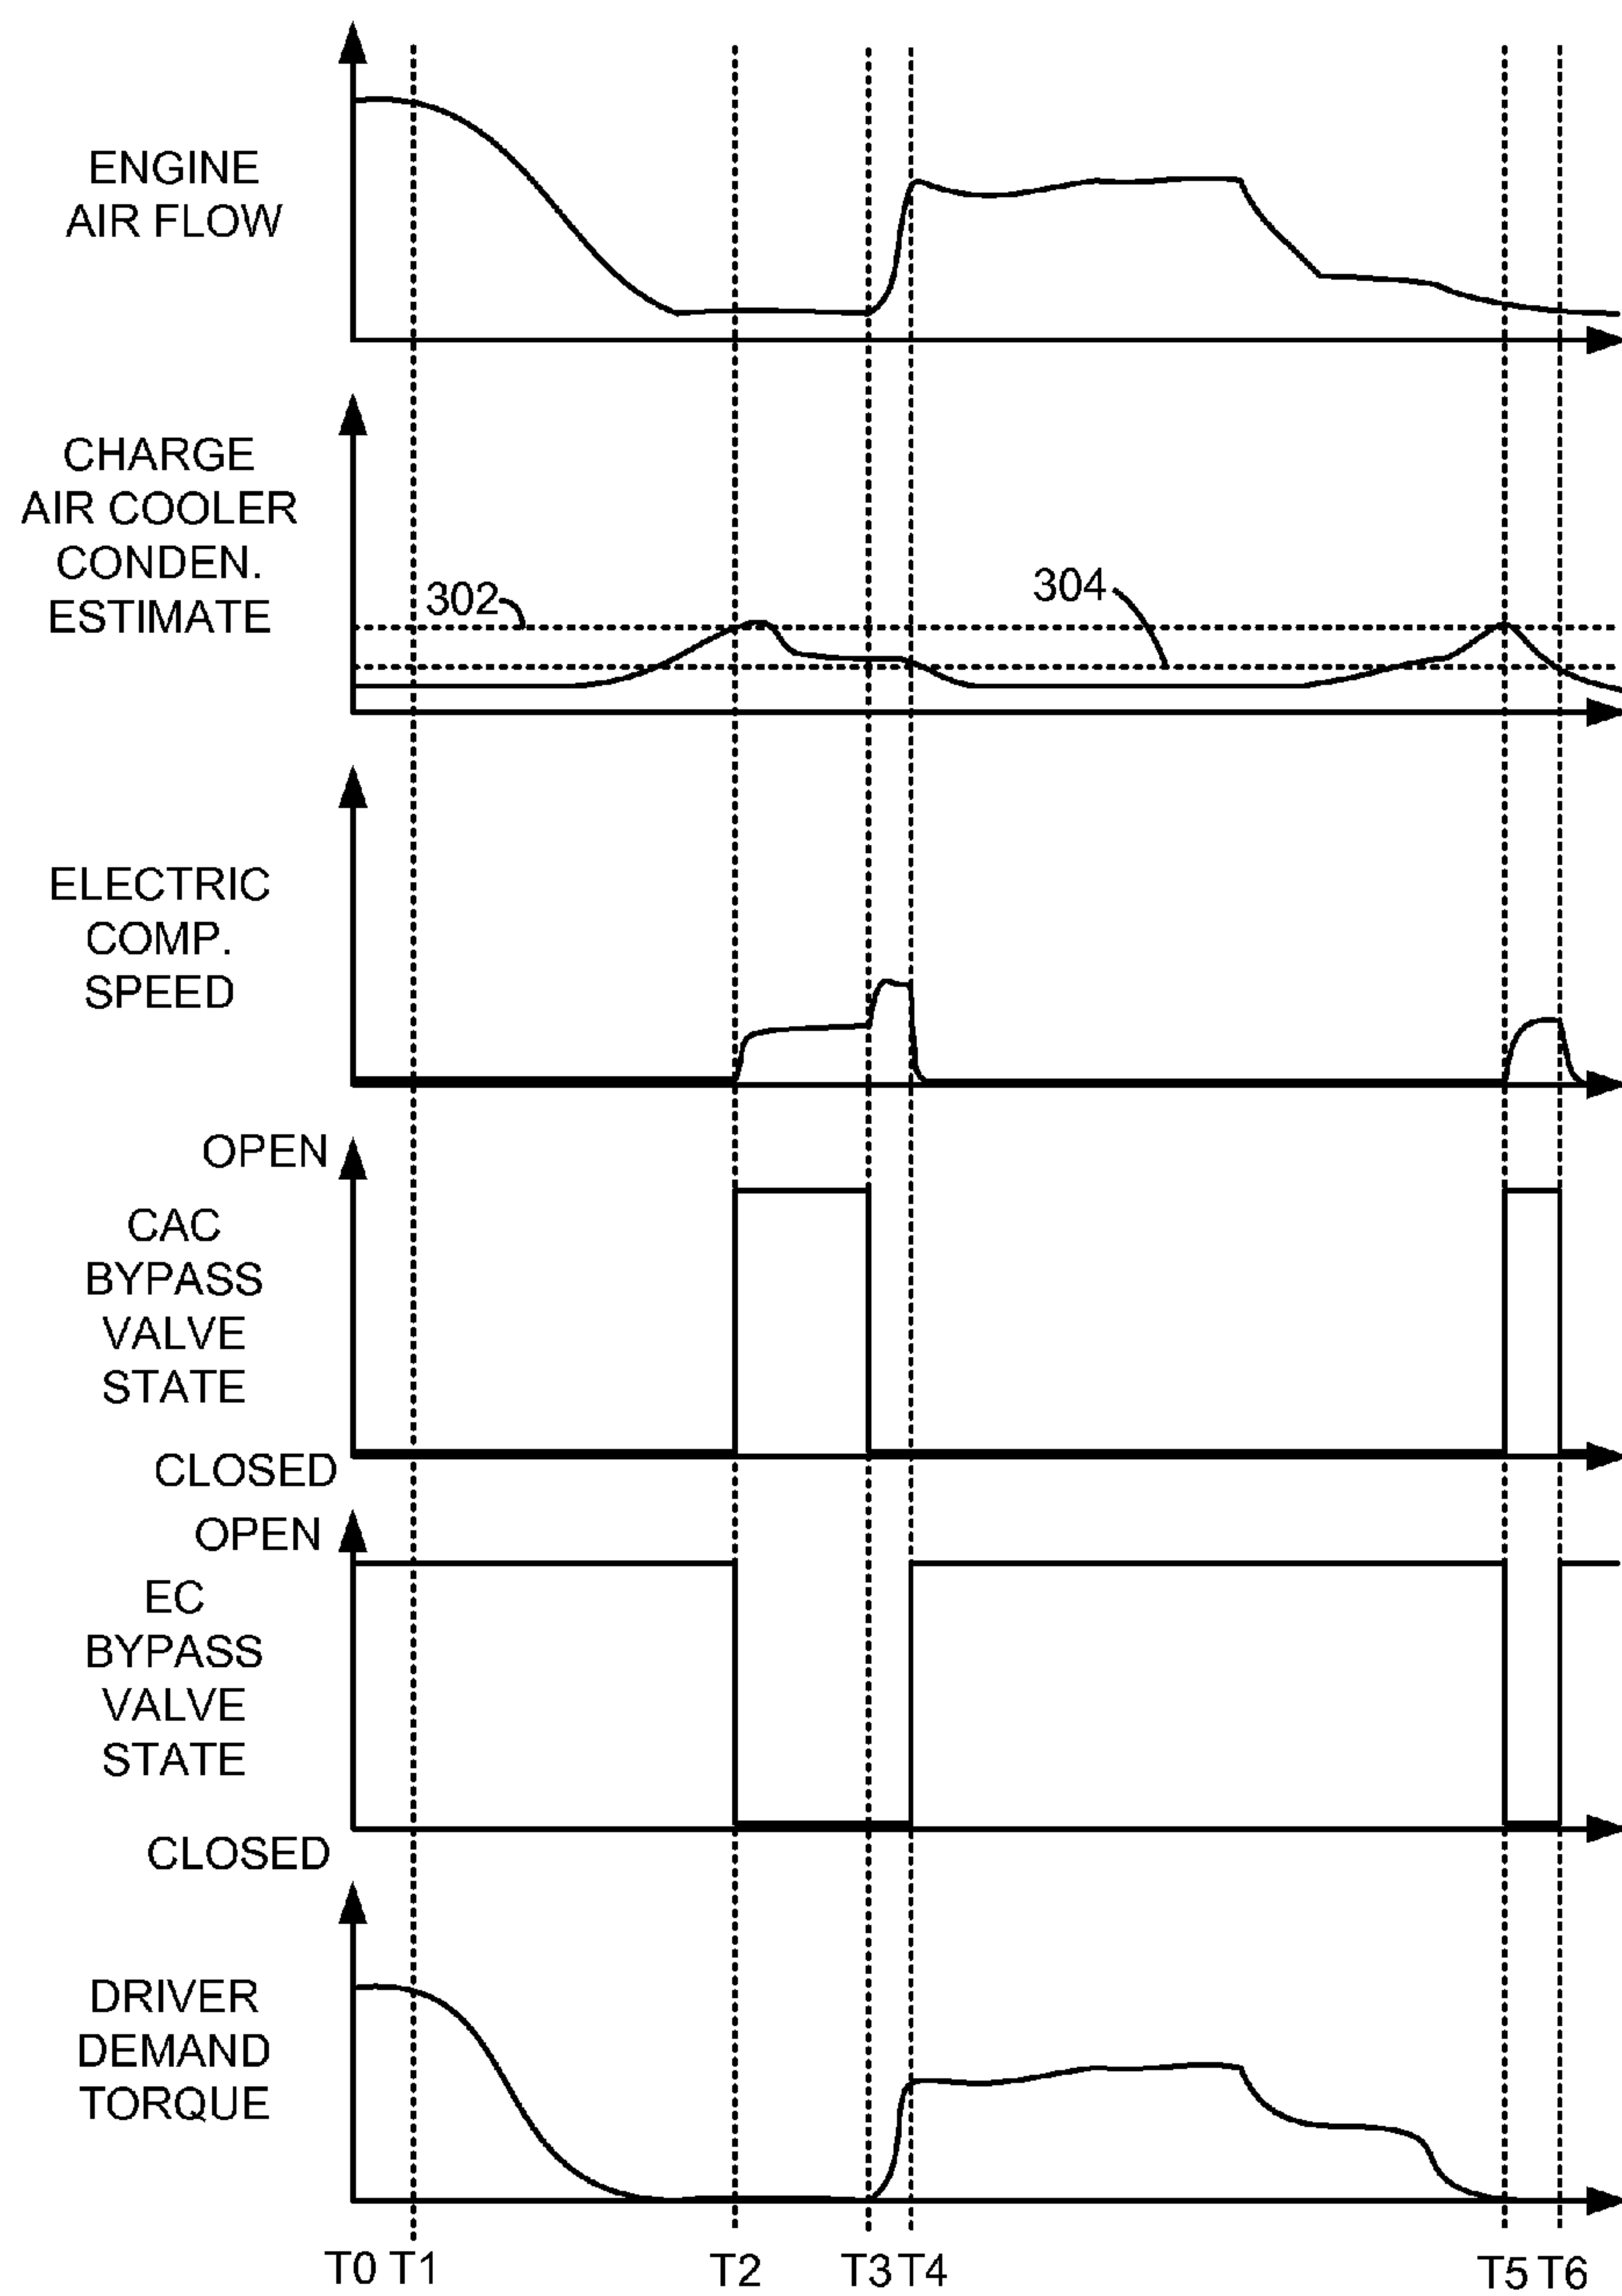 ENGINE
AIR FLOW
CHARGE
AIR COOLER
CONDEN.
ESTIMATE
302
304
ELECTRIC
COMP.
SPEED
OPEN
CAC
BYPASS
VALVE
STATE
CLOSED
OPEN
EC
BYPASS
VALVE
STATE
CLOSED
DRIVER
DEMAND
TORQUE
T0 T1 T2 T3 T4 T5 T6